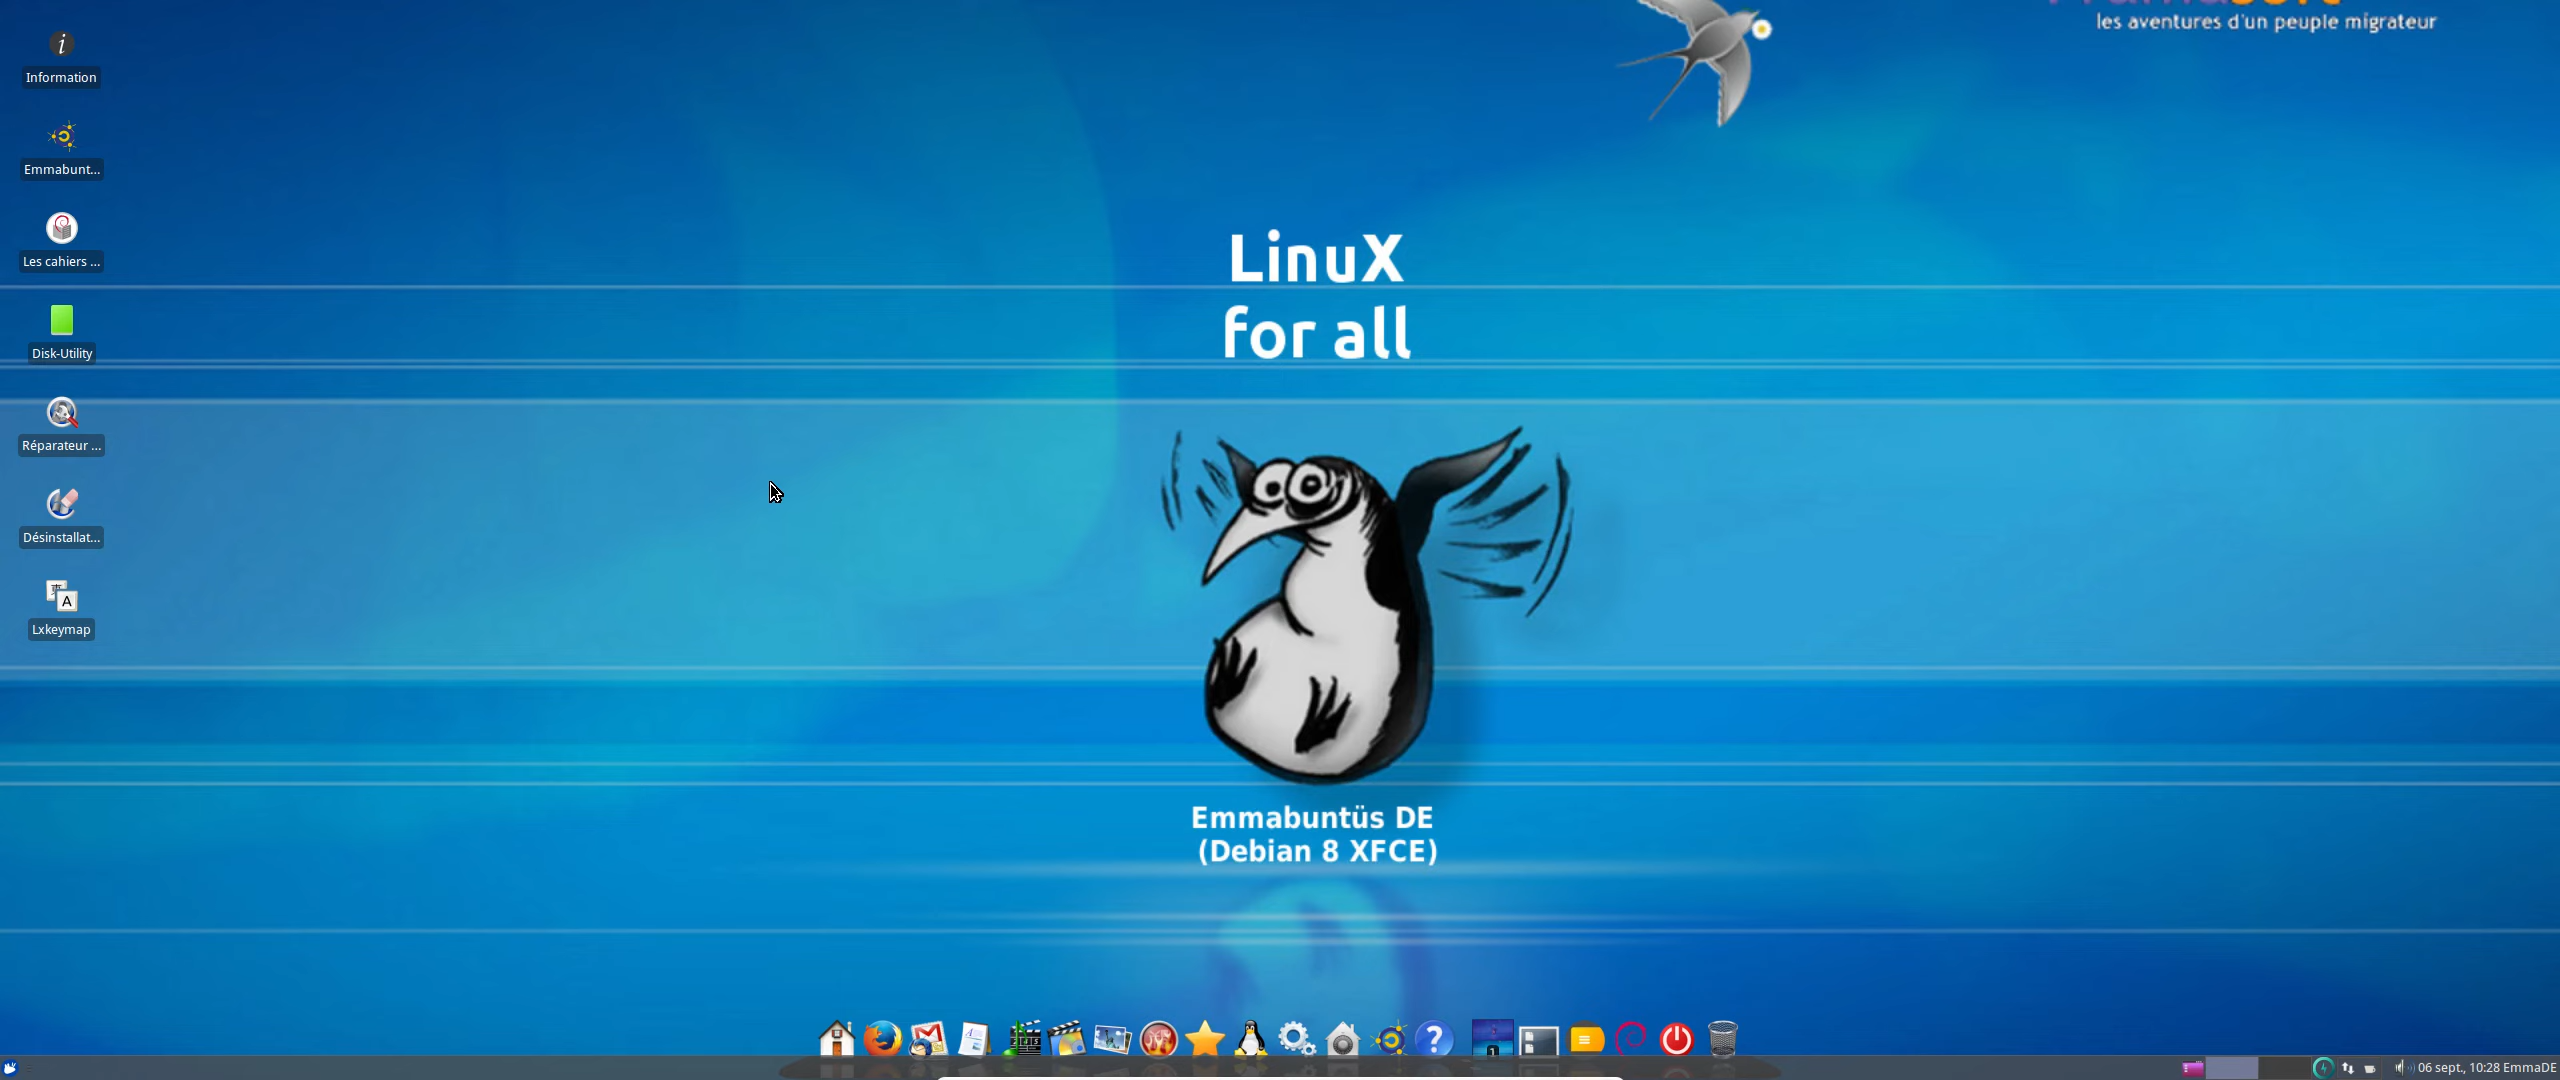 les aventures d'un peuple migrateur
Information
Emmabunt...
Les cahiers ...
Disk-Utility
Réparateur ...
Désinstallat...
Lxkeymap
LinuX
for all
Emmabuntüs DE
(Debian 8 XFCE)
06 sept., 10:28 EmmaDE